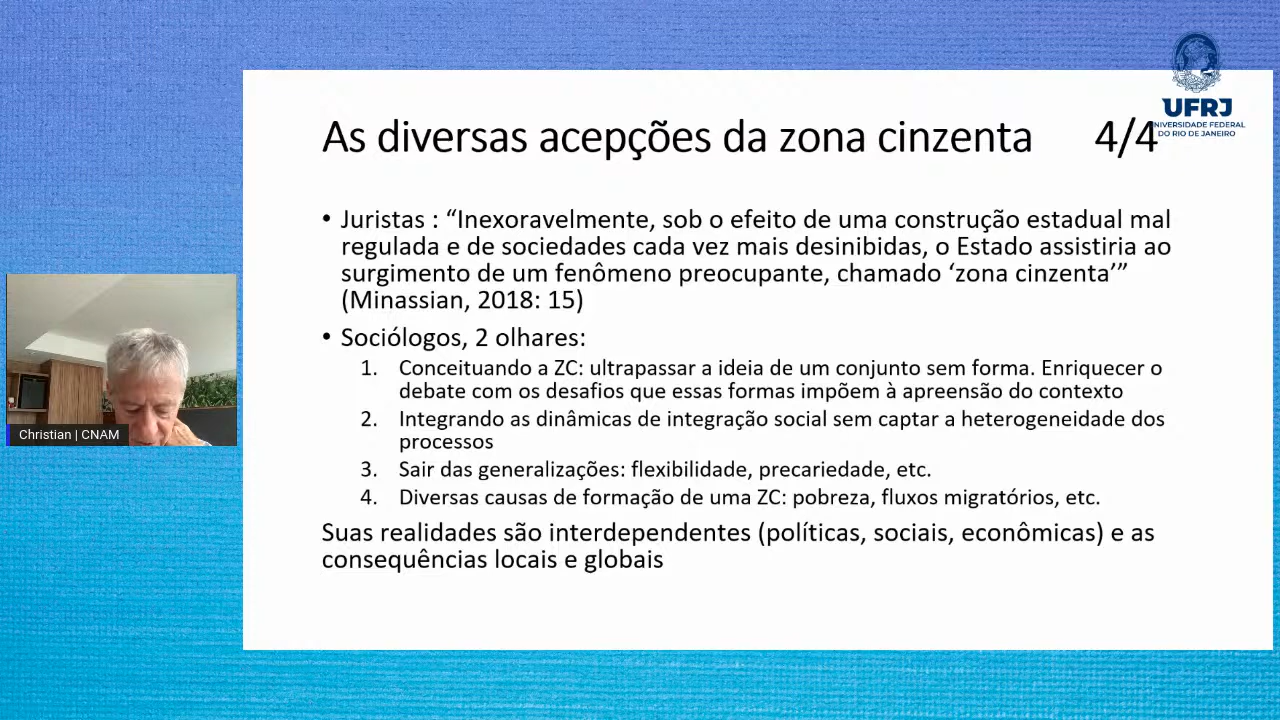 UFRJ
UNIVERSIDADE FEDERAL
DO RIO DE JANEIRO
As diversas acepções da zona cinzenta 4/4
• Juristas : “Inexoravelmente, sob o efeito de uma construção estadual mal
regulada e de sociedades cada vez mais desinibidas, o Estado assistiria ao
surgimento de um fenômeno preocupante, chamado ‘zona cinzenta’”
(Minassian, 2018: 15)
• Sociólogos, 2 olhares:
1. Conceituando a ZC: ultrapassar a ideia de um conjunto sem forma. Enriquecer o
debate com os desafios que essas formas impõem à apreensão do contexto
2. Integrando as dinâmicas de integração social sem captar a heterogeneidade dos
processos
3. Sair das generalizações: flexibilidade, precariedade, etc.
4. Diversas causas de formação de uma ZC: pobreza, fluxos migratórios, etc.
Suas realidades são interdependentes (políticas, sociais, econômicas) e as
consequências locais e globais
Christian | CNAM